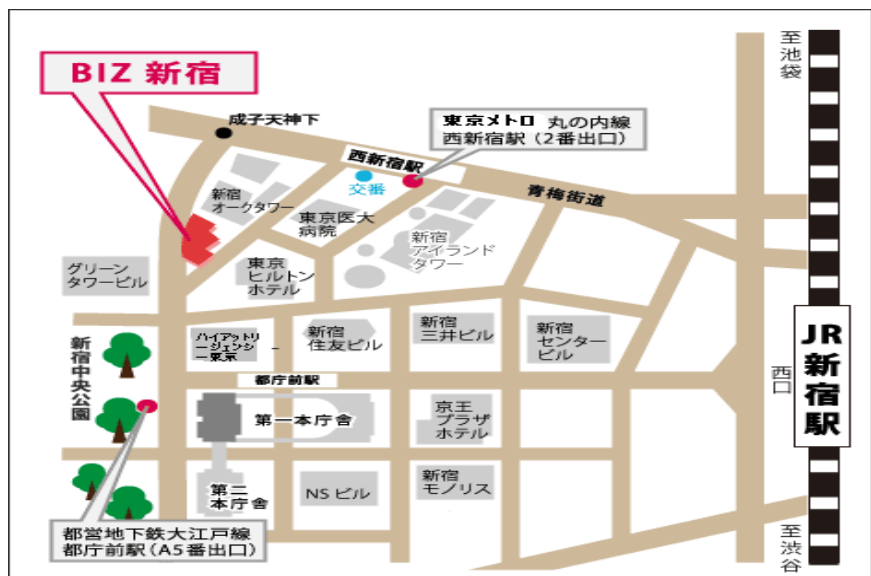 BIZ 新宿
成子天神下
東京メトロ 丸の内線
西新宿駅（2番出口）
西新宿駅
交番
青梅街道
至池袋
新宿
オークタワー
東京医大
病院
新宿
アイランド
タワー
グリーン
タワービル
東京
ヒルトン
ホテル
ハイアットリ
ージェンシ
ー東京
新宿
住友ビル
新宿
三井ビル
新宿
センター
ビル
JR新宿駅
西口
新宿中央公園
都庁前駅
第一本庁舎
京王
プラザ
ホテル
第二
本庁舎
NSビル
新宿
モノリス
都営地下鉄大江戸線
都庁前駅（A5番出口）
至渋谷